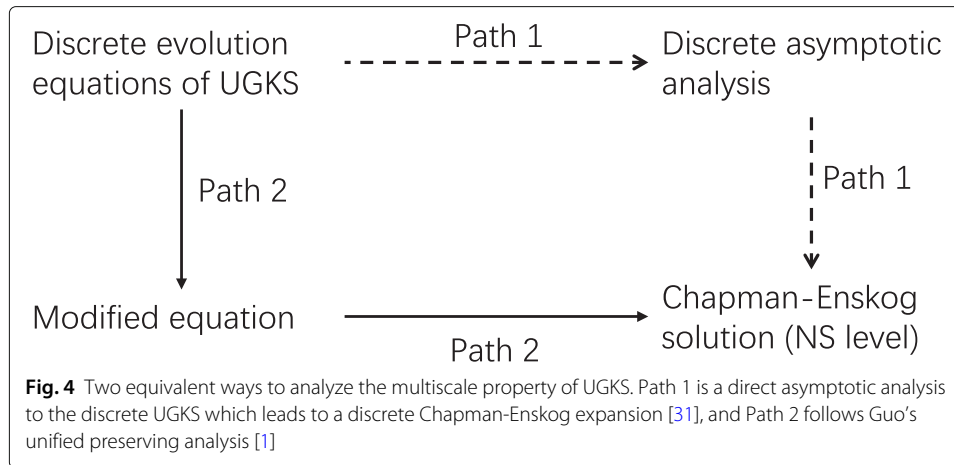 Discrete evolution
equations of UGKS
Path 1
Discrete asymptotic
analysis
Path 2
Path 1
Modified equation
Path 2
Chapman-Enskog
solution (NS level)
Fig. 4 Two equivalent ways to analyze the multiscale property of UGKS. Path 1 is a direct asymptotic analysis
to the discrete UGKS which leads to a discrete Chapman-Enskog expansion [31], and Path 2 follows Guo’s
unified preserving analysis [1]